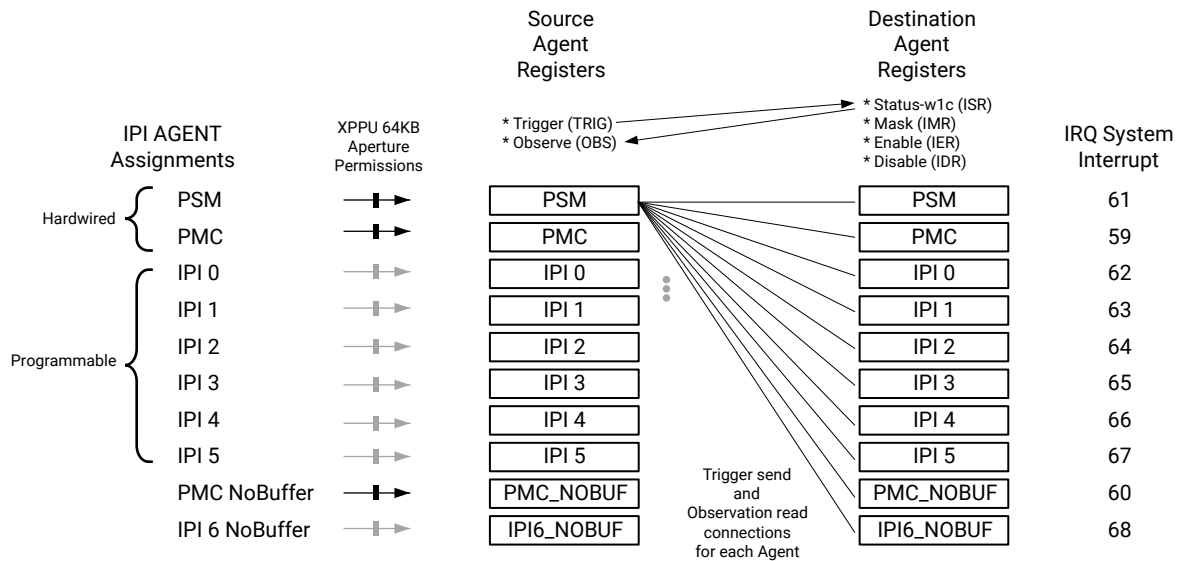 Source
Agent
Registers
Destination
Agent
Registers
* Trigger (TRIG)
* Observe (OBS)
* Status-w1c (ISR)
* Mask (IMR)
* Enable (IER)
* Disable (IDR)
IPI AGENT
Assignments
XPPU 64KB
Aperture
Permissions
IRQ System
Interrupt
Hardwired
Programmable
PSM PSM PSM 61
PMC PMC PMC 59
IPI 0 IPI 0 IPI 0 62
IPI 1 IPI 1 IPI 1 63
IPI 2 IPI 2 IPI 2 64
IPI 3 IPI 3 IPI 3 65
IPI 4 IPI 4 IPI 4 66
IPI 5 IPI 5 IPI 5 67
PMC NoBuffer PMC_NOBUF PMC_NOBUF 60
IPI 6 NoBuffer IPI6_NOBUF IPI6_NOBUF 68
Trigger send
and
Observation read
connections
for each Agent